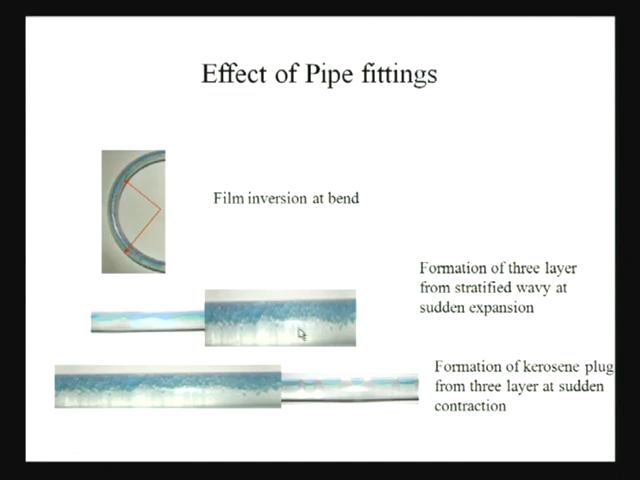 Effect of Pipe fittings
Film inversion at bend
Formation of three layer
from stratified wavy at
sudden expansion
Formation of kerosene plug
from three layer at sudden
contraction